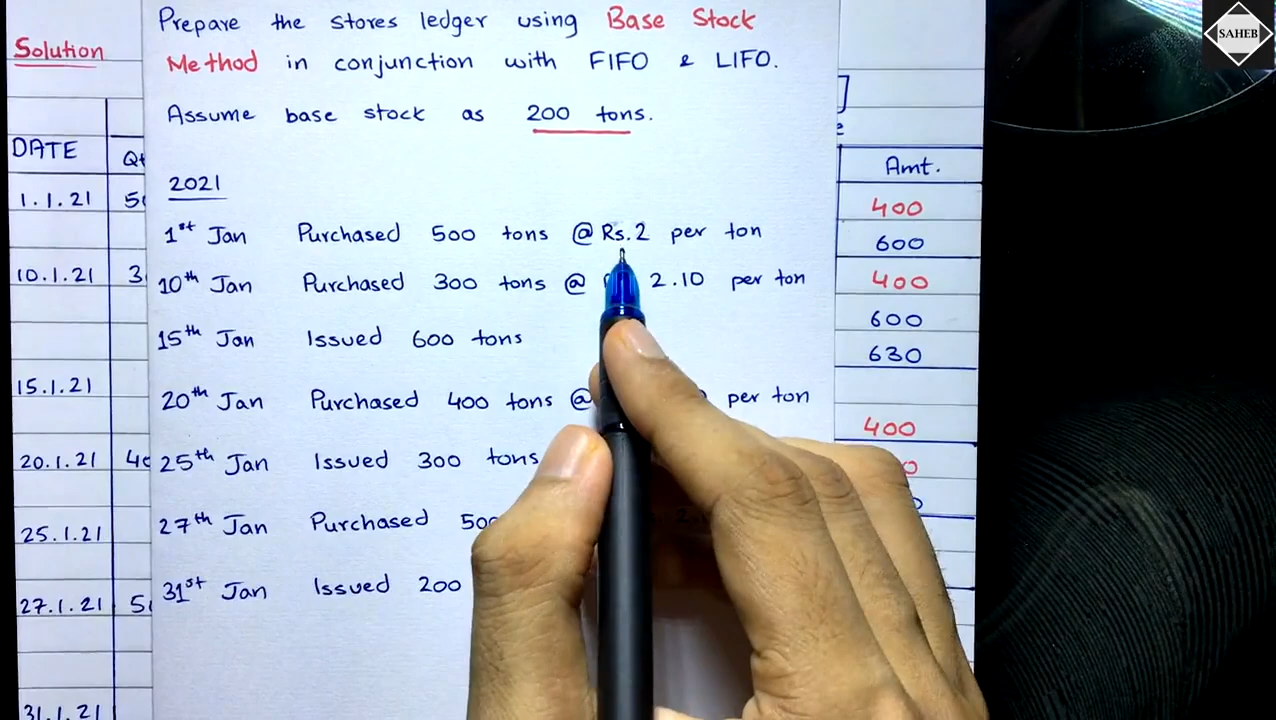 Prepare the stores ledger using Base Stock
Method in conjunction with FIFO & LIFO.
Assume base stock as 200 tons.
2021
1st Jan Purchased 500 tons @ Rs.2 per ton
10th Jan Purchased 300 tons @ 2.10 per ton
15th Jan Issued 600 tons
20th Jan Purchased 400 tons @ per ton
25th Jan Issued 300 tons
27th Jan Purchased
31st Jan Issued 200
Solution
DATE
1.1.21
10.1.21
15.1.21
20.1.21
25.1.21
27.1.21
31.1.21
Amt.
400
600
400
600
630
400
SAHEB